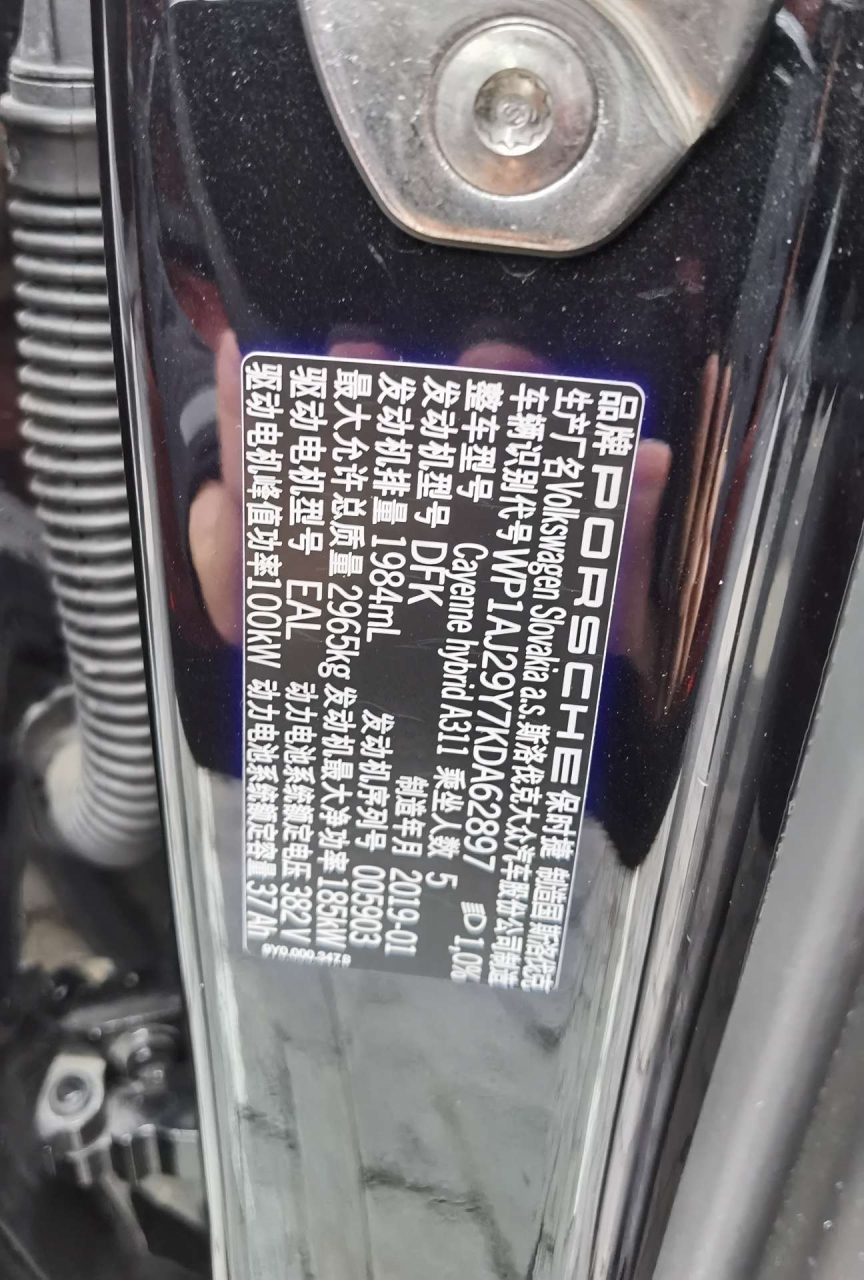 品牌 PORSCHE 保时捷 制造国 斯洛伐克
生产厂名Volkswagen Slovakia a.s.斯洛伐克大众汽车股份公司制造
车辆识别代号WP1AJ29Y7KDA62897
整车型号 Cayenne hybrid A311 乘坐人数 5 1,0%
发动机型号 DFK 制造年月 2019-01
发动机排量 1984mL 发动机序列号 005903
最大允许总质量 2965kg 发动机最大净功率 185kW
驱动电机型号 EAL 动力电池系统额定电压 382V
驱动电机峰值功率100kW 动力电池系统额定容量 37Ah
9Y0.000.347.B